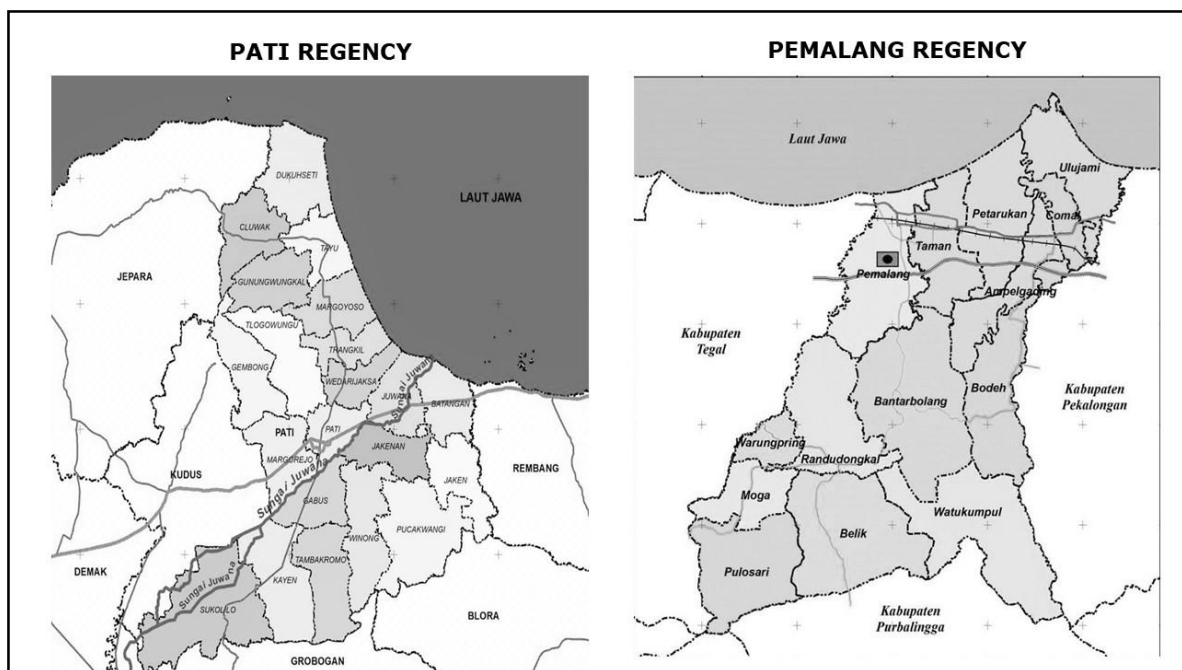 PATI REGENCY
DUKUHSETI
LAUT JAWA
CLUWAK
TAYU
JEPARA
GUNUNGWUNGKAL
MARGOYOSO
TLOGOWUNGU
TRANGKIL
GEMBONG
WEDARIJAKSA
JUWANA
Sungai Juwana
BATANGAN
PATI
PATI
JAKENAN
MARGOREJO
KUDUS
Sungai Juwana
REMBANG
JAKEN
GABUS
PUCAKWANGI
WINONG
TAMBAKROMO
DEMAK
KAYEN
Sungai Juwana
SUKOLILO
BLORA
GROBOGAN
PEMALANG REGENCY
Laut Jawa
Ulujami
Petarukan
Comal
Taman
Pemalang
Ampelgading
Kabupaten
Tegal
Bodeh
Kabupaten
Pekalongan
Bantarbolang
Warungpring
Randudongkal
Moga
Watukumpul
Belik
Pulosari
Kabupaten
Purbalingga